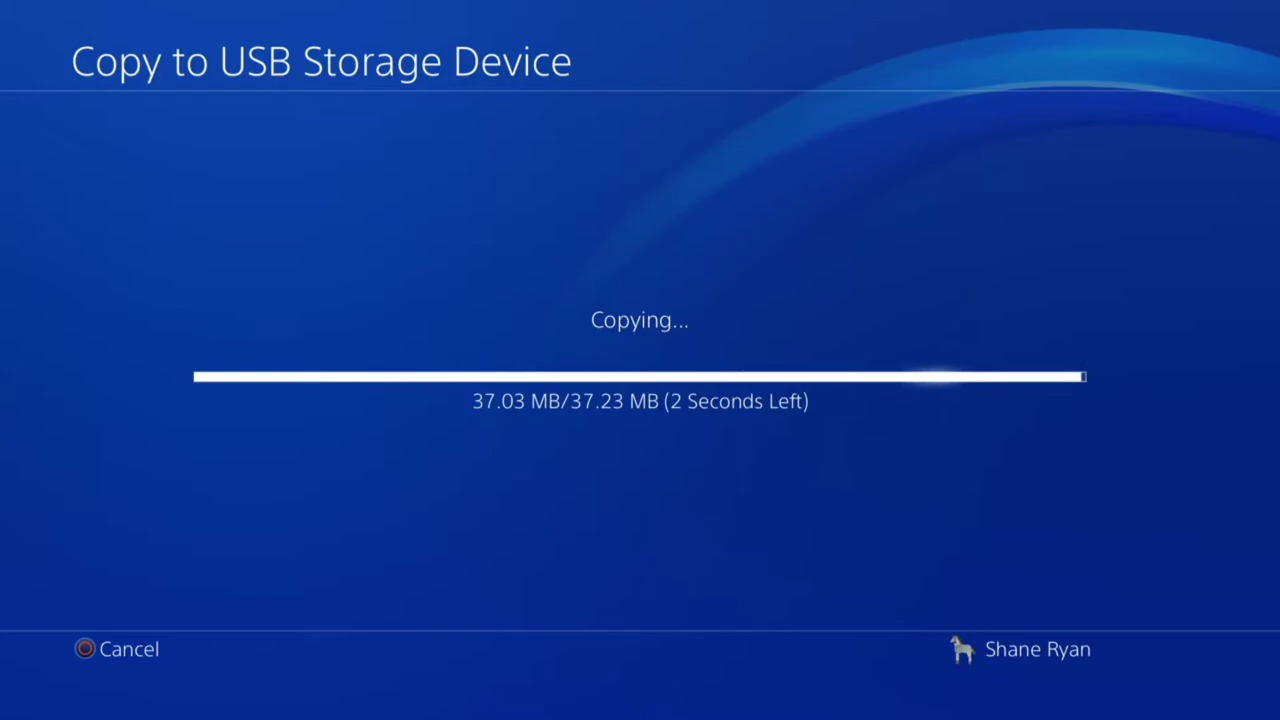 Copy to USB Storage Device
Copying...
37.03 MB/37.23 MB (2 Seconds Left)
Cancel
Shane Ryan